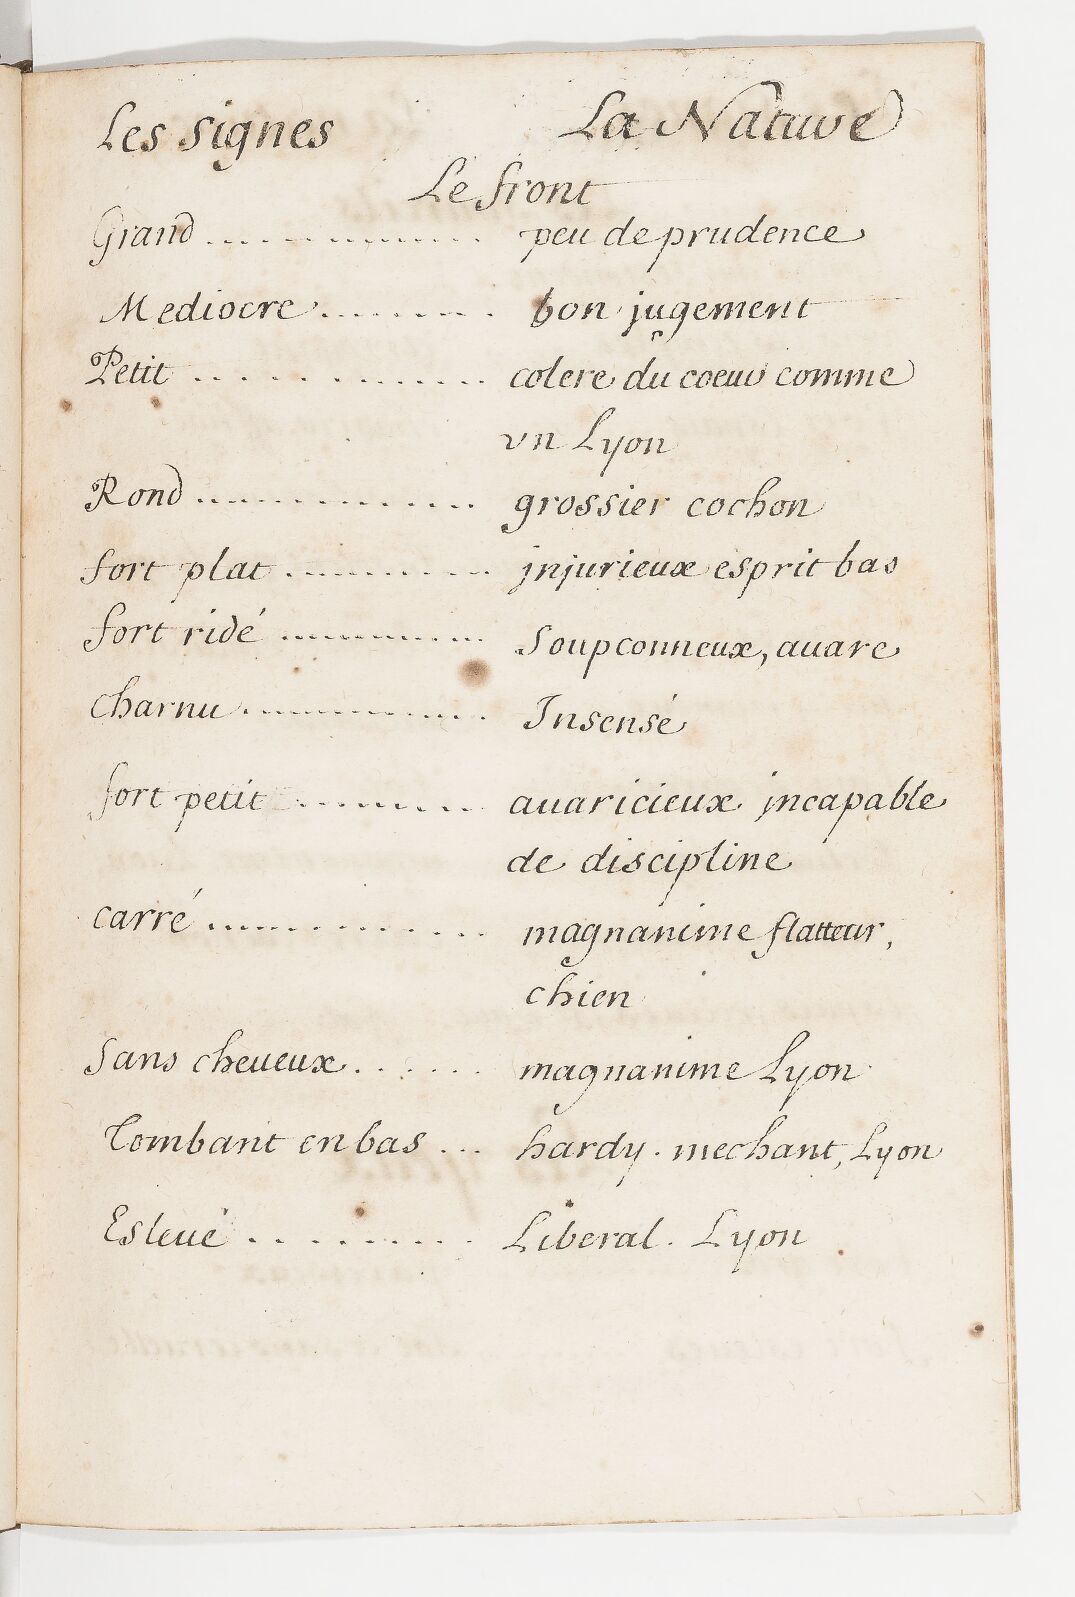 Les signes La Nature
Le front
Grand .................. peu de prudence
Mediocre .......... bon jugement
Petit ............... colere du coeur comme
vn Lyon
Rond ................. grossier cochon
fort plat ............ jnjurieux esprit bas
fort ridé ............. soupconneux, auare
charnu ............... Insensé
fort petit .......... auaricieux jncapable
de discipline
carré ................ magnanime flatteur,
chien
sans cheueux ....... magnanime Lyon
Tombant en bas ... hardy. mechant, Lyon
Esleué ......... Liberal. Lyon